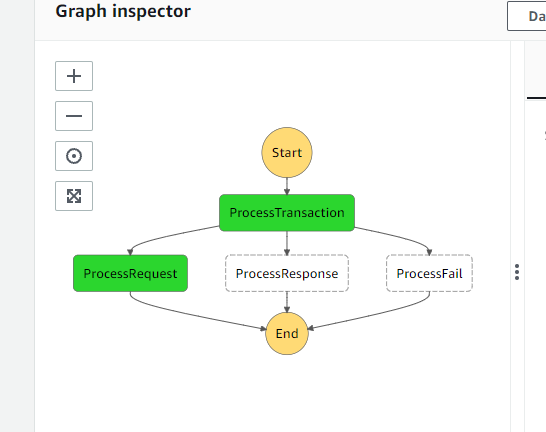 Graph inspector
Da
Start
ProcessTransaction
ProcessRequest
ProcessResponse
ProcessFail
End